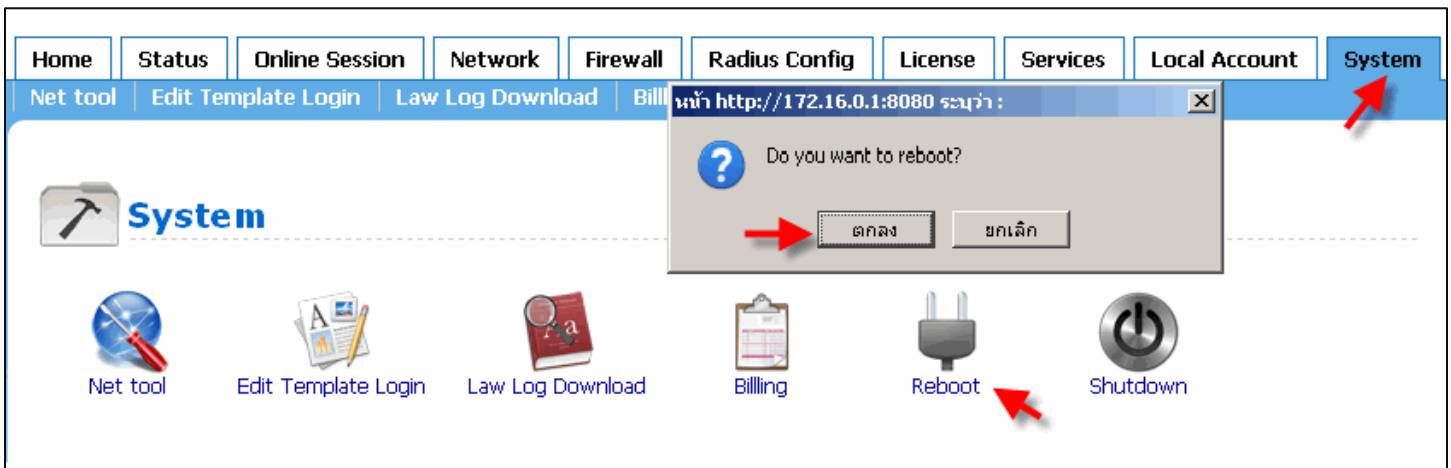 Home Status Online Session Network Firewall Radius Config License Services Local Account System
Net tool Edit Template Login Law Log Download
หน้า http://172.16.0.1:8080 ระบุว่า :
Do you want to reboot?
ตกลง ยกเลิก
System
Net tool Edit Template Login Law Log Download Billling Reboot Shutdown